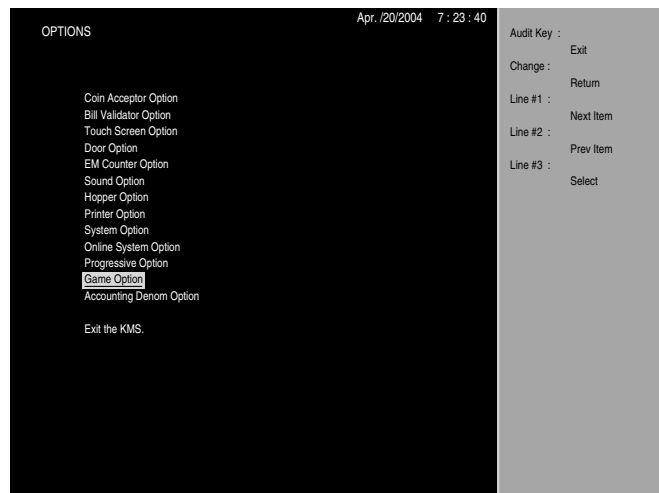 Apr. /20/2004 7 : 23 : 40
OPTIONS
Coin Acceptor Option
Bill Validator Option
Touch Screen Option
Door Option
EM Counter Option
Sound Option
Hopper Option
Printer Option
System Option
Online System Option
Progressive Option
Game Option
Accounting Denom Option
Exit the KMS.
Audit Key :
Exit
Change :
Return
Line #1 :
Next Item
Line #2 :
Prev Item
Line #3 :
Select